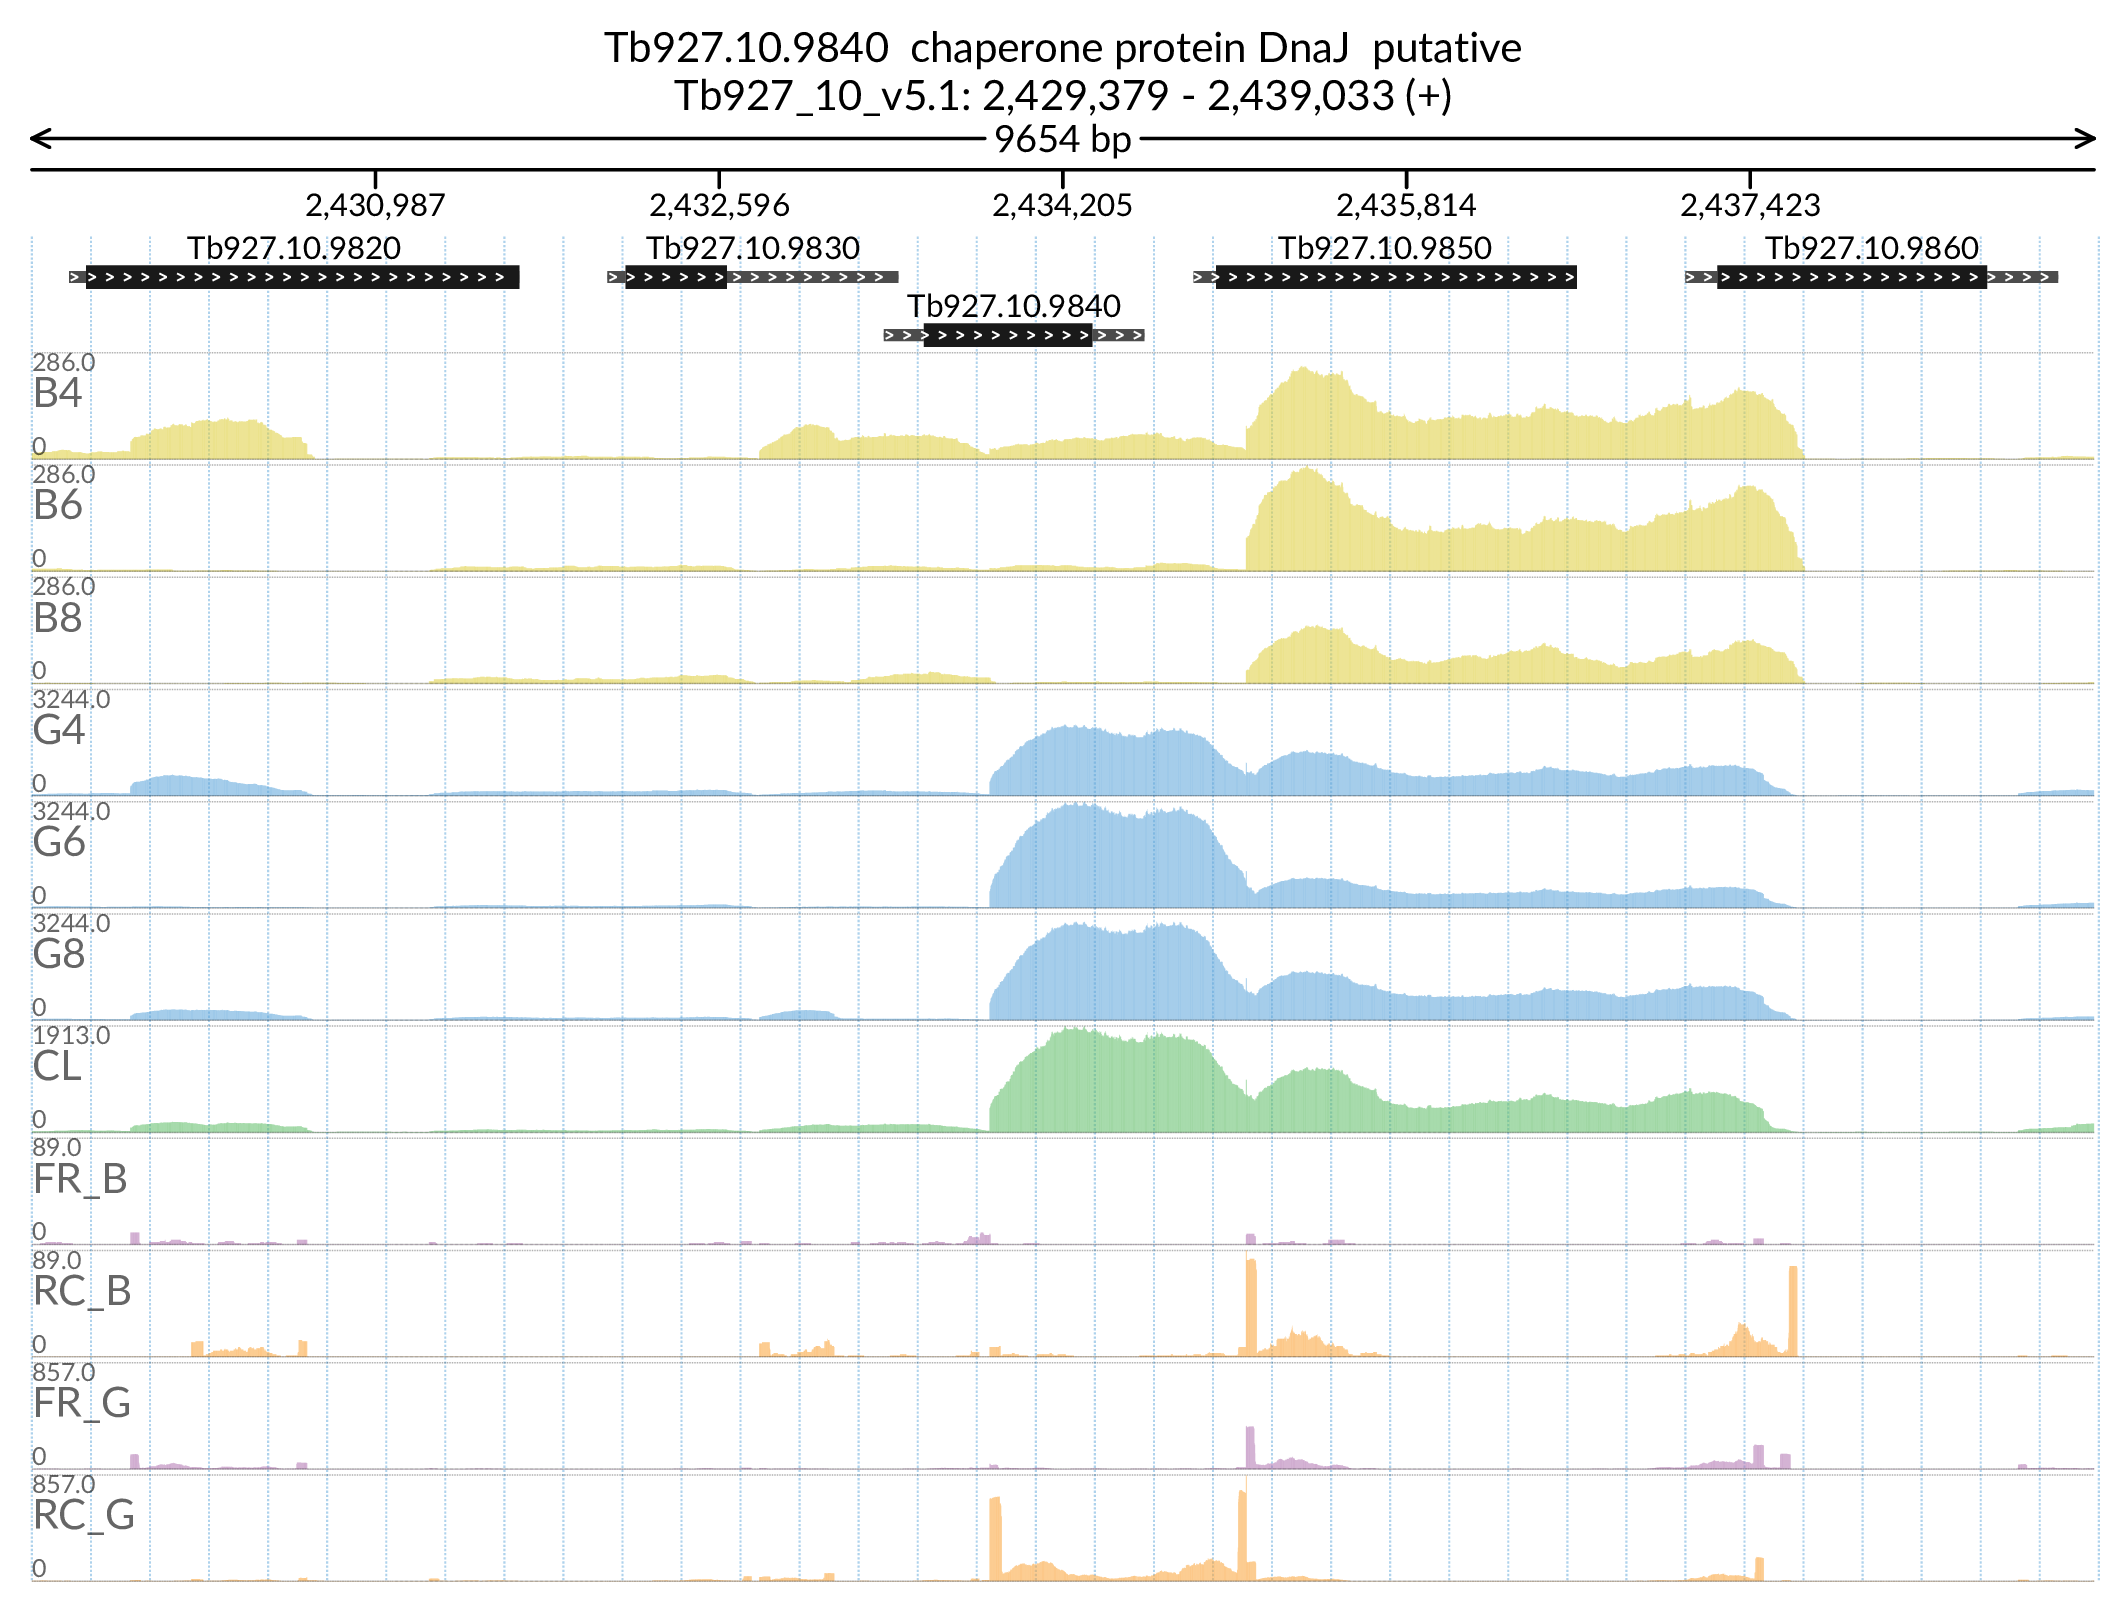 Tb927.10.9840  chaperone protein DnaJ  putative
Tb927_10_v5.1: 2,429,379 - 2,439,033 (+)
9654 bp
2,430,987 2,432,596 2,434,205 2,435,814 2,437,423
Tb927.10.9820 Tb927.10.9830 Tb927.10.9850 Tb927.10.9860
Tb927.10.9840
286.0
B4
0
286.0
B6
0
286.0
B8
0
3244.0
G4
0
3244.0
G6
0
3244.0
G8
0
1913.0
CL
0
89.0
FR_B
0
89.0
RC_B
0
857.0
FR_G
0
857.0
RC_G
0